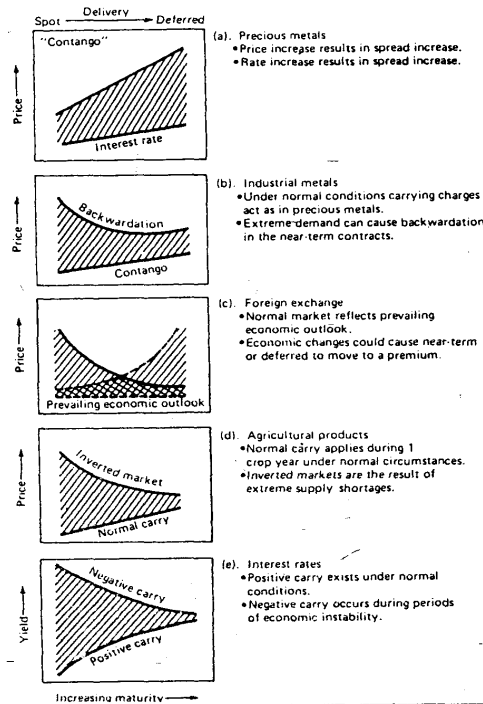 Delivery
Spot → Deferred
"Contango"
Price →
Interest rate
(a). Precious metals
• Price increase results in spread increase.
• Rate increase results in spread increase.
Price →
Backwardation
Contango
(b). Industrial metals
• Under normal conditions carrying charges
act as in precious metals.
• Extreme demand can cause backwardation
in the near-term contracts.
Price →
Prevailing economic outlook
(c). Foreign exchange
• Normal market reflects prevailing
economic outlook.
• Economic changes could cause near-term
or deferred to move to a premium.
Price →
Inverted market
Normal carry
(d). Agricultural products
• Normal carry applies during 1
crop year under normal circumstances.
• Inverted markets are the result of
extreme supply shortages.
Yield →
Negative carry
Positive carry
Increasing maturity →
(e). Interest rates
• Positive carry exists under normal
conditions.
• Negative carry occurs during periods
of economic instability.